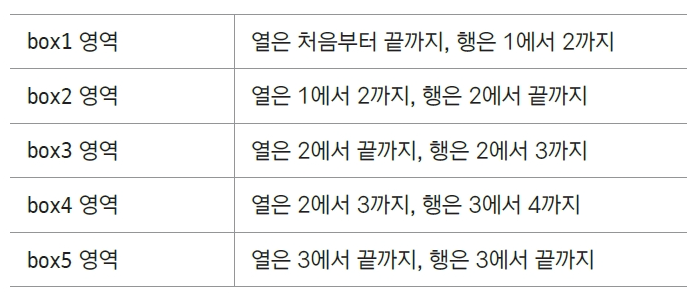 box1 영역 열은 처음부터 끝까지, 행은 1에서 2까지
box2 영역 열은 1에서 2까지, 행은 2에서 끝까지
box3 영역 열은 2에서 끝까지, 행은 2에서 3까지
box4 영역 열은 2에서 3까지, 행은 3에서 4까지
box5 영역 열은 3에서 끝까지, 행은 3에서 끝까지